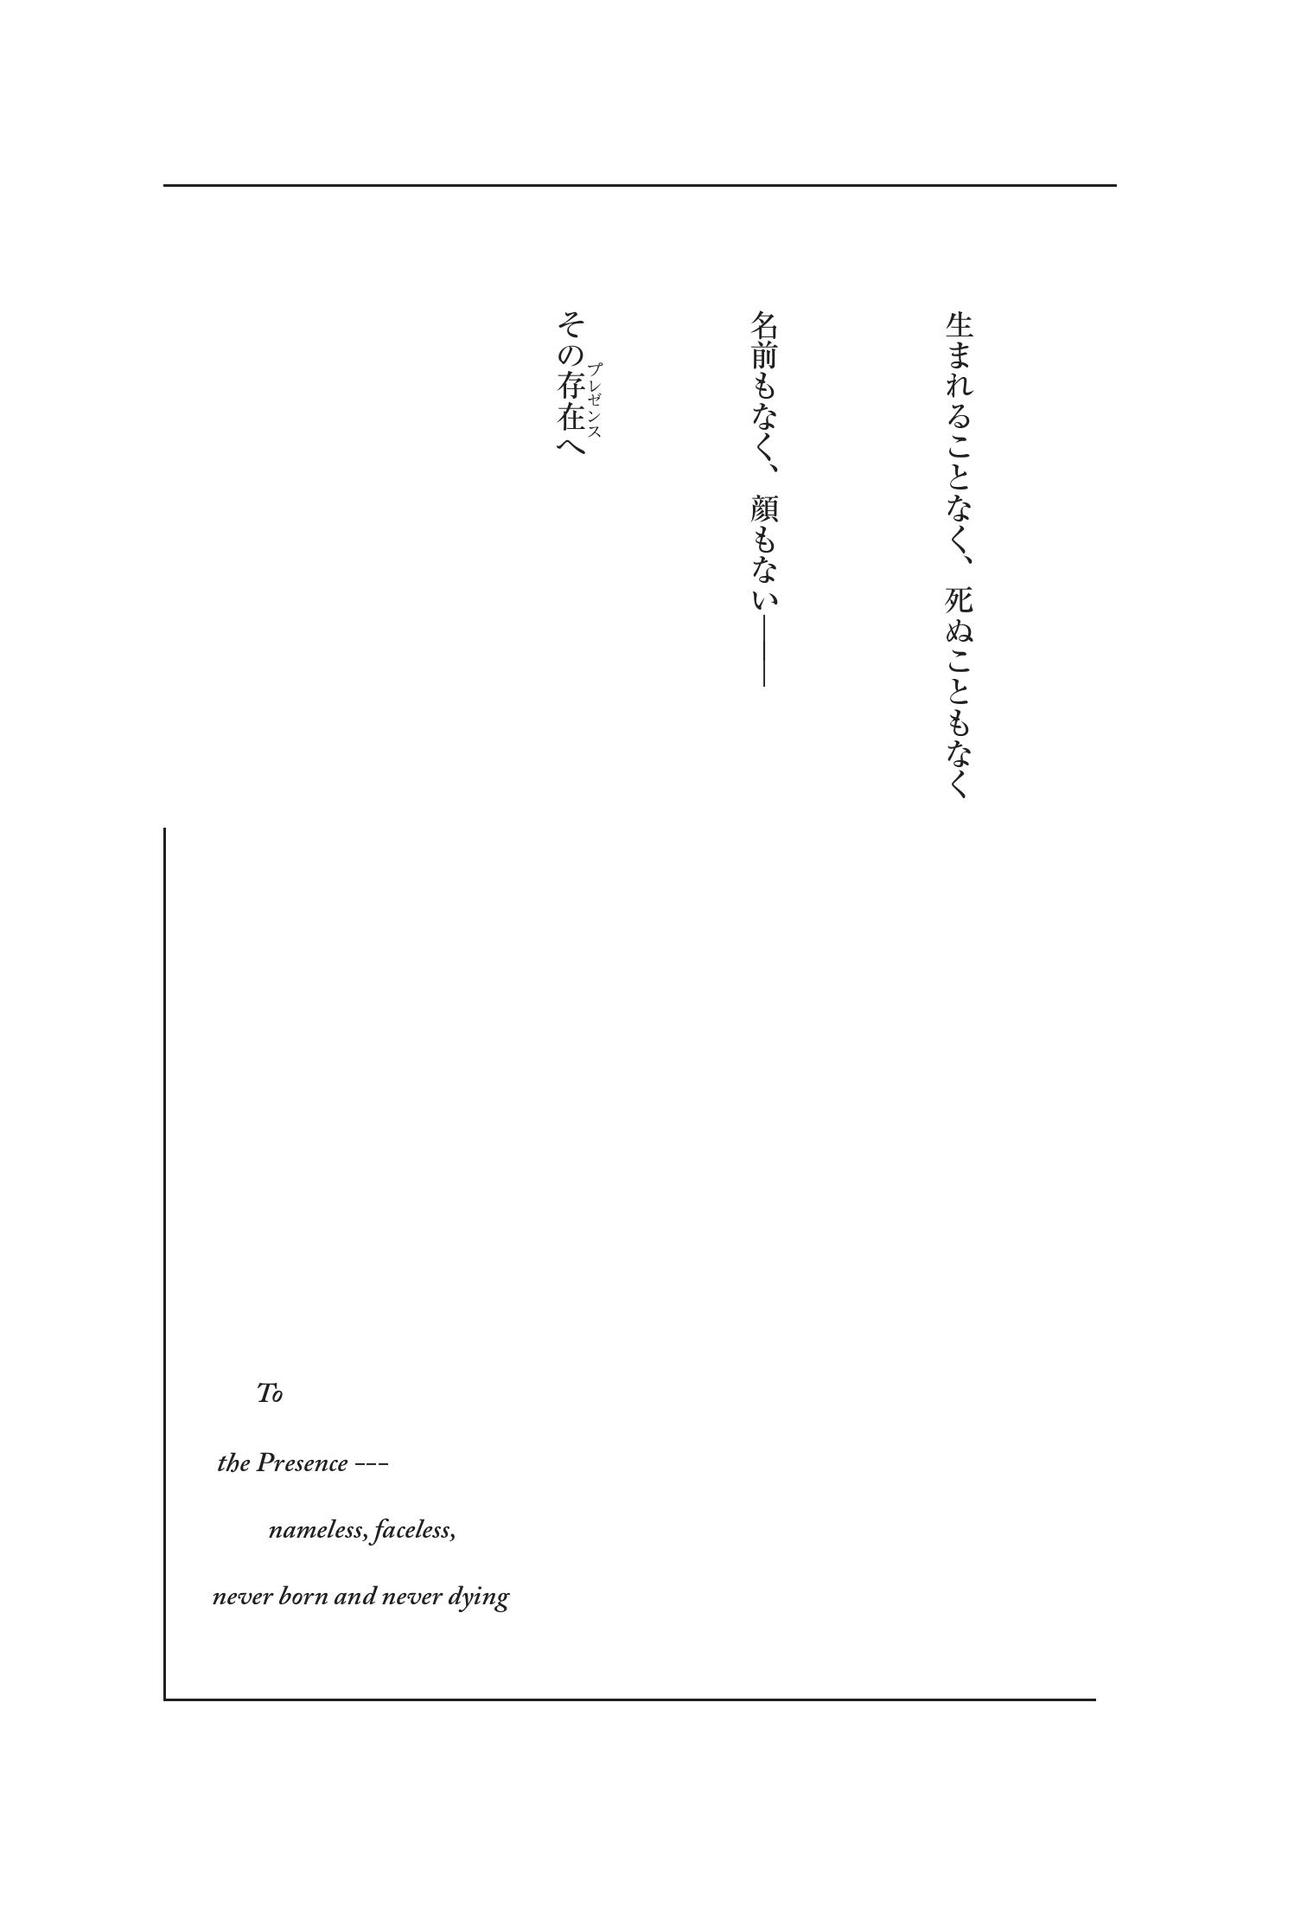 生まれることなく、死ぬこともなく
名前もなく、顔もない――
その存在へ
プレゼンス
To
the Presence ---
nameless, faceless,
never born and never dying